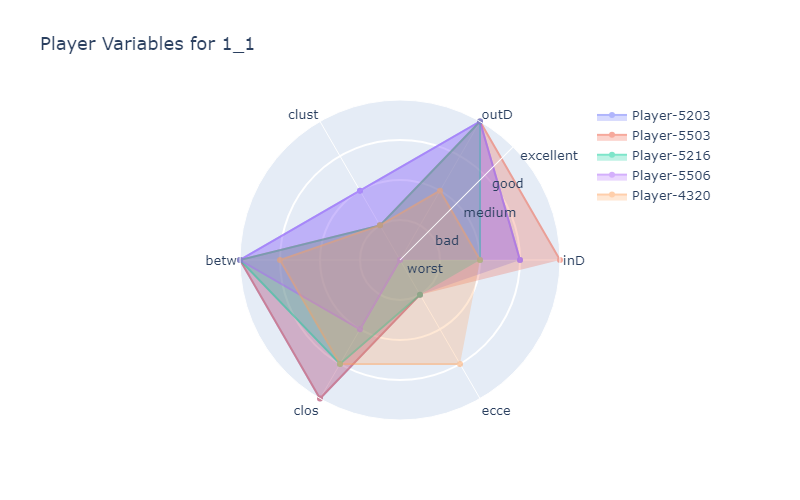 Player Variables for 1_1
clust
outD
Player-5203
Player-5503
Player-5216
Player-5506
Player-4320
excellent
good
medium
bad
worst
betw
inD
clos
ecce